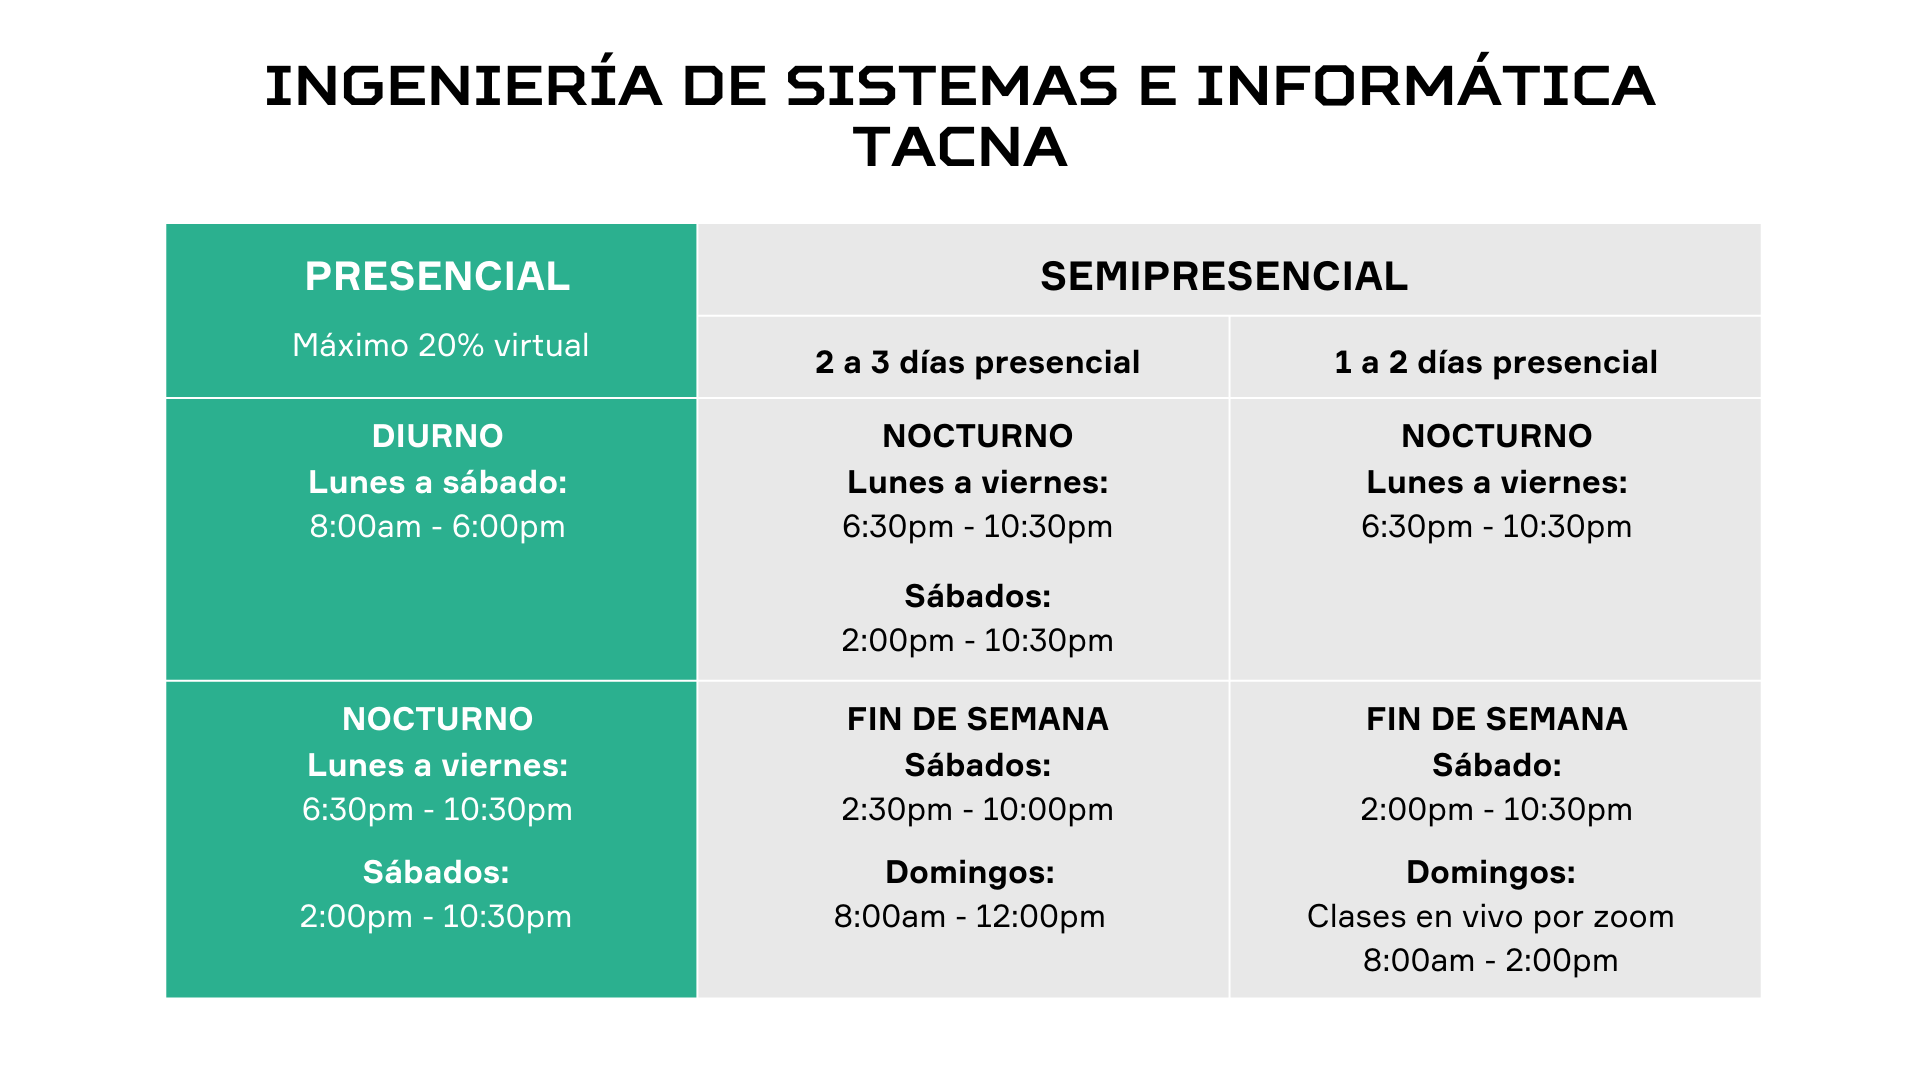 INGENIERÍA DE SISTEMAS E INFORMÁTICA
TACNA
PRESENCIAL
Máximo 20% virtual
SEMIPRESENCIAL
2 a 3 días presencial
1 a 2 días presencial
DIURNO
Lunes a sábado:
8:00am - 6:00pm
NOCTURNO
Lunes a viernes:
6:30pm - 10:30pm
Sábados:
2:00pm - 10:30pm
NOCTURNO
Lunes a viernes:
6:30pm - 10:30pm
NOCTURNO
Lunes a viernes:
6:30pm - 10:30pm
Sábados:
2:00pm - 10:30pm
FIN DE SEMANA
Sábados:
2:30pm - 10:00pm
Domingos:
8:00am - 12:00pm
FIN DE SEMANA
Sábado:
2:00pm - 10:30pm
Domingos:
Clases en vivo por zoom
8:00am - 2:00pm